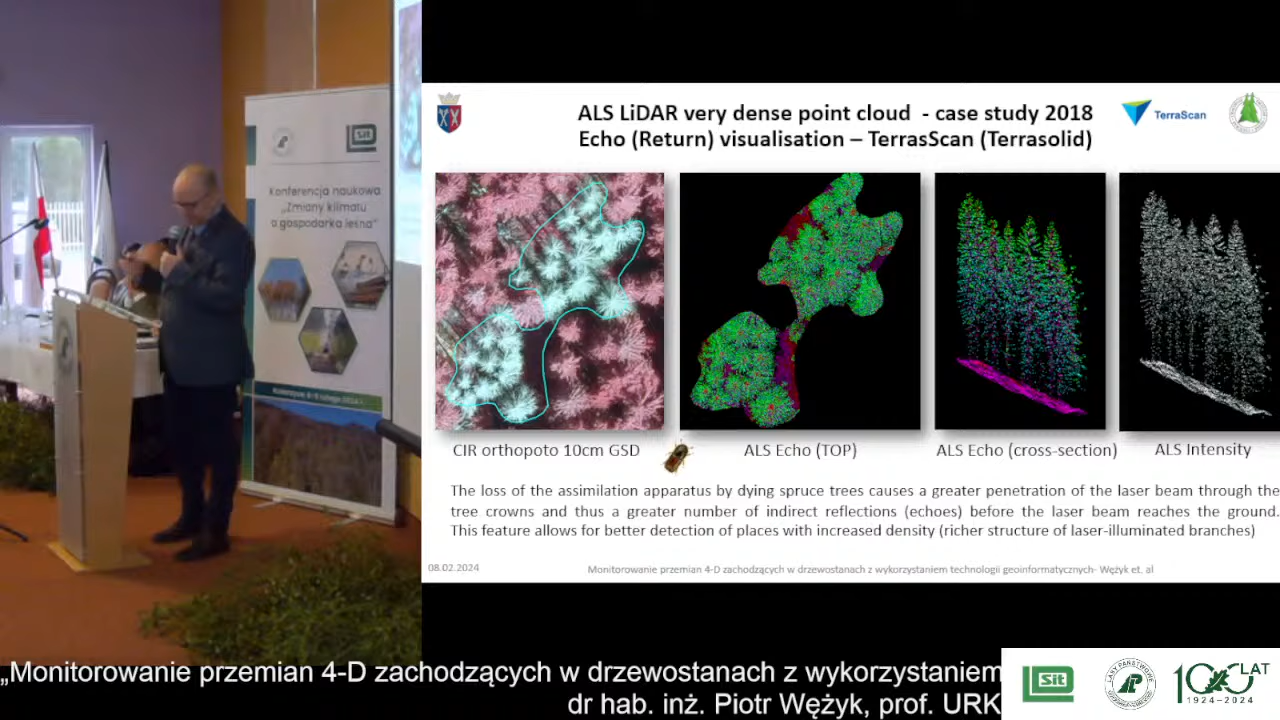 Sit
Konferencja naukowa
„Zmiany klimatu
a gospodarka leśna"
ALS LiDAR very dense point cloud - case study 2018
Echo (Return) visualisation – TerrasScan (Terrasolid)
TerraScan
CIR orthopoto 10cm GSD
ALS Echo (TOP)
ALS Echo (cross-section)
ALS Intensity
The loss of the assimilation apparatus by dying spruce trees causes a greater penetration of the laser beam through the
tree crowns and thus a greater number of indirect reflections (echoes) before the laser beam reaches the ground.
This feature allows for better detection of places with increased density (richer structure of laser-illuminated branches)
08.02.2024
Monitorowanie przemian 4-D zachodzących w drzewostanach z wykorzystaniem technologii geoinformatycznych- Wężyk et. al
„Monitorowanie przemian 4-D zachodzących w drzewostanach z wykorzystaniem
dr hab. inż. Piotr Wężyk, prof. URK
Sit
LASY PAŃSTWOWE
100 LAT
1924–2024